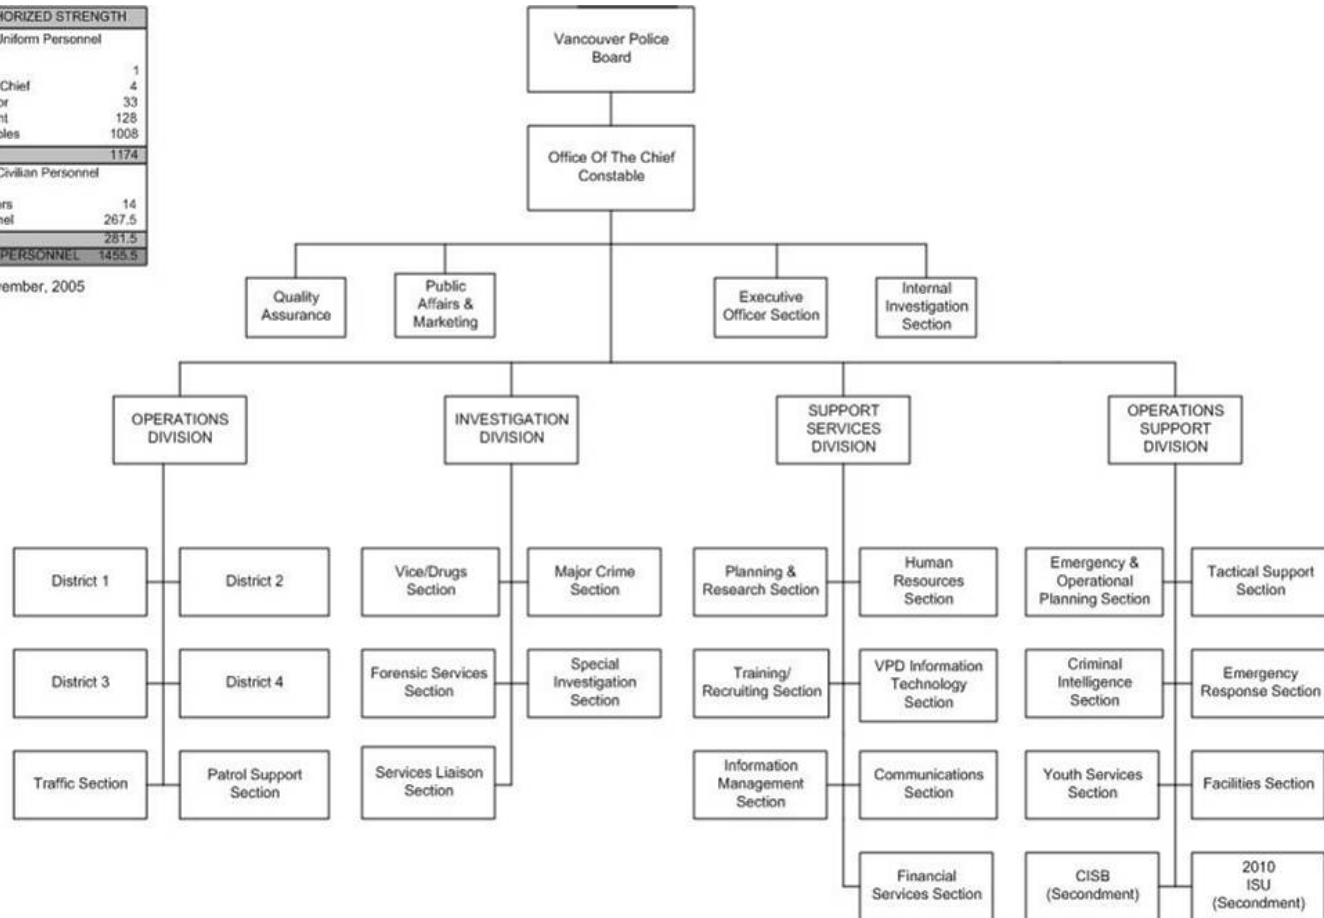 HORIZED STRENGTH
Uniform Personnel
1
Chief 4
or 33
nt 128
bles 1008
1174
Civilian Personnel
ers 14
nel 267.5
281.5
PERSONNEL 1455.5
vember, 2005
Vancouver Police
Board
Office Of The Chief
Constable
Quality
Assurance
Public
Affairs &
Marketing
Executive
Officer Section
Internal
Investigation
Section
OPERATIONS
DIVISION
INVESTIGATION
DIVISION
SUPPORT
SERVICES
DIVISION
OPERATIONS
SUPPORT
DIVISION
District 1
District 2
Vice/Drugs
Section
Major Crime
Section
Planning &
Research Section
Human
Resources
Section
Emergency &
Operational
Planning Section
Tactical Support
Section
District 3
District 4
Forensic Services
Section
Special
Investigation
Section
Training/
Recruiting Section
VPD Information
Technology
Section
Criminal
Intelligence
Section
Emergency
Response Section
Traffic Section
Patrol Support
Section
Services Liaison
Section
Information
Management
Section
Communications
Section
Youth Services
Section
Facilities Section
Financial
Services Section
CISB
(Secondment)
2010
ISU
(Secondment)